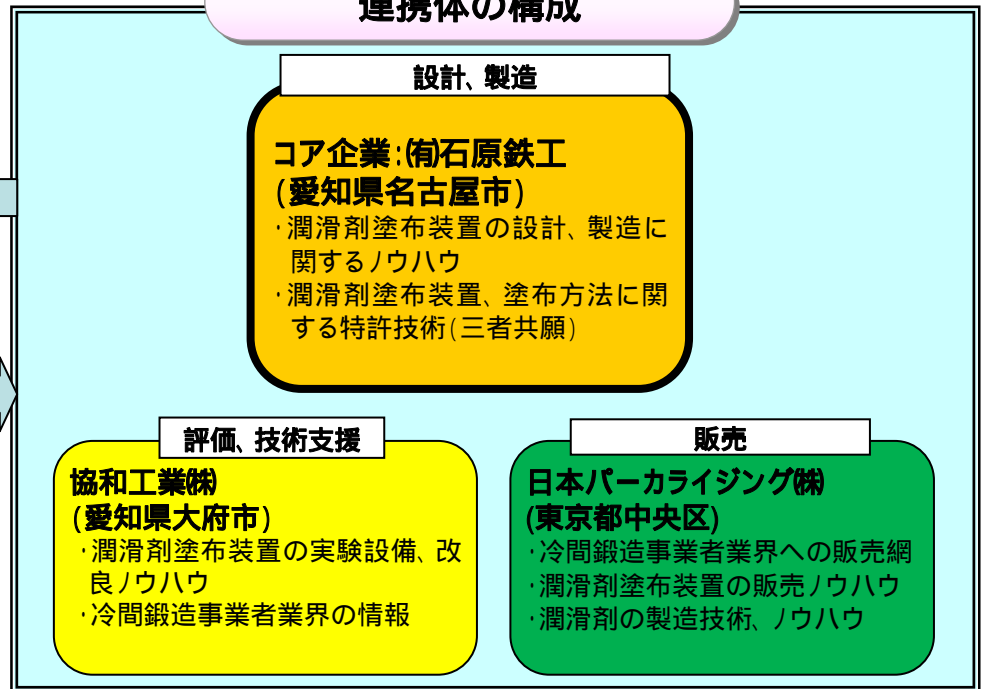 連携体の構成
設計、製造
コア企業:㈲石原鉄工
(愛知県名古屋市)
・潤滑剤塗布装置の設計、製造に
関するノウハウ
・潤滑剤塗布装置、塗布方法に関
する特許技術(三者共願)
評価、技術支援
協和工業㈱
(愛知県大府市)
・潤滑剤塗布装置の実験設備、改
良ノウハウ
・冷間鍛造事業者業界の情報
販売
日本パーカライジング㈱
(東京都中央区)
・冷間鍛造事業者業界への販売網
・潤滑剤塗布装置の販売ノウハウ
・潤滑剤の製造技術、ノウハウ